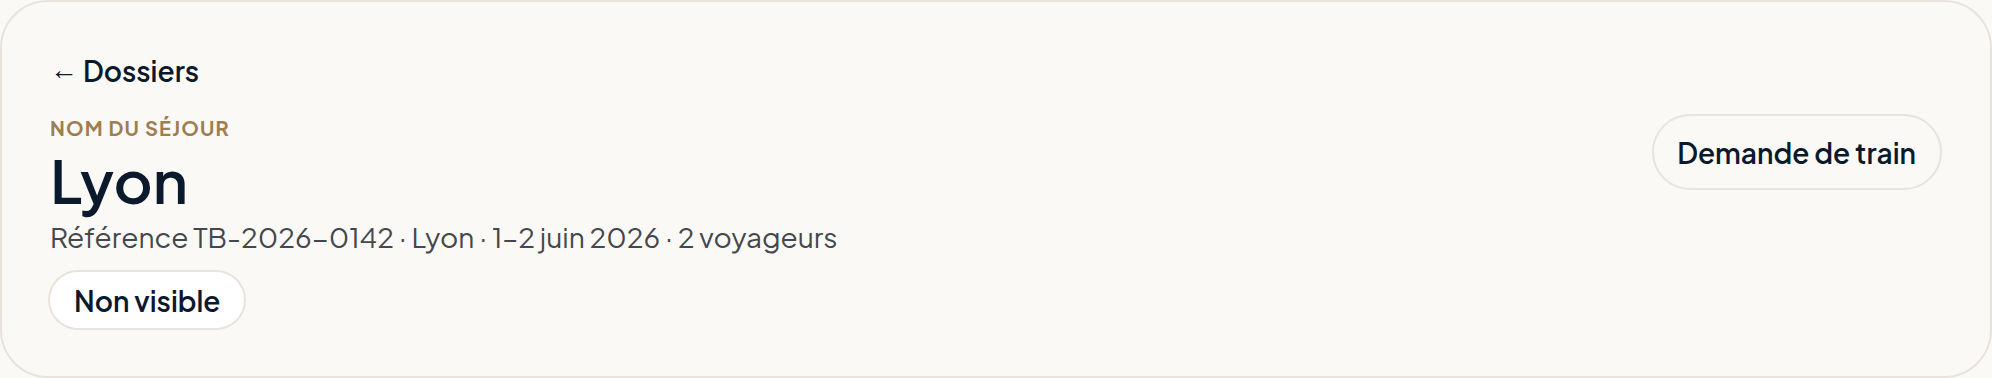 ← Dossiers
NOM DU SÉJOUR
Lyon
Demande de train
Référence TB-2026-0142 · Lyon · 1–2 juin 2026 · 2 voyageurs
Non visible